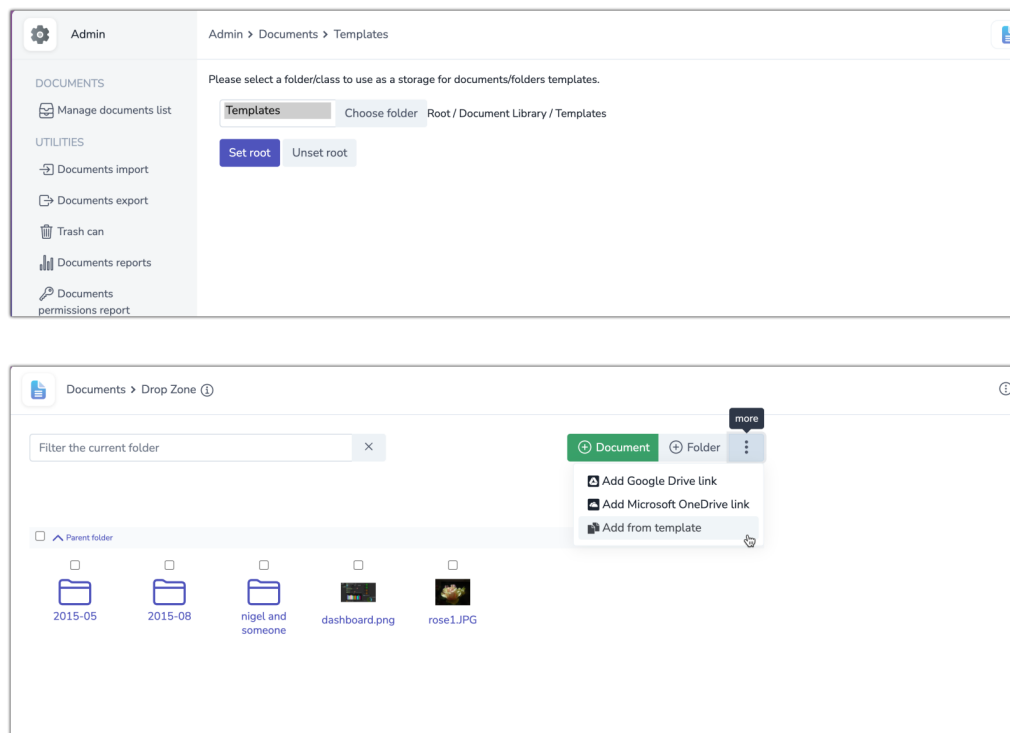 Admin
Admin > Documents > Templates
DOCUMENTS
Manage documents list
UTILITIES
Documents import
Documents export
Trash can
Documents reports
Documents
permissions report
Please select a folder/class to use as a storage for documents/folders templates.
Templates
Choose folder
Root / Document Library / Templates
Set root
Unset root
Documents > Drop Zone
more
Filter the current folder
Document
Folder
Add Google Drive link
Add Microsoft OneDrive link
Add from template
Parent folder
2015-05
2015-08
nigel and
someone
dashboard.png
rose1.JPG